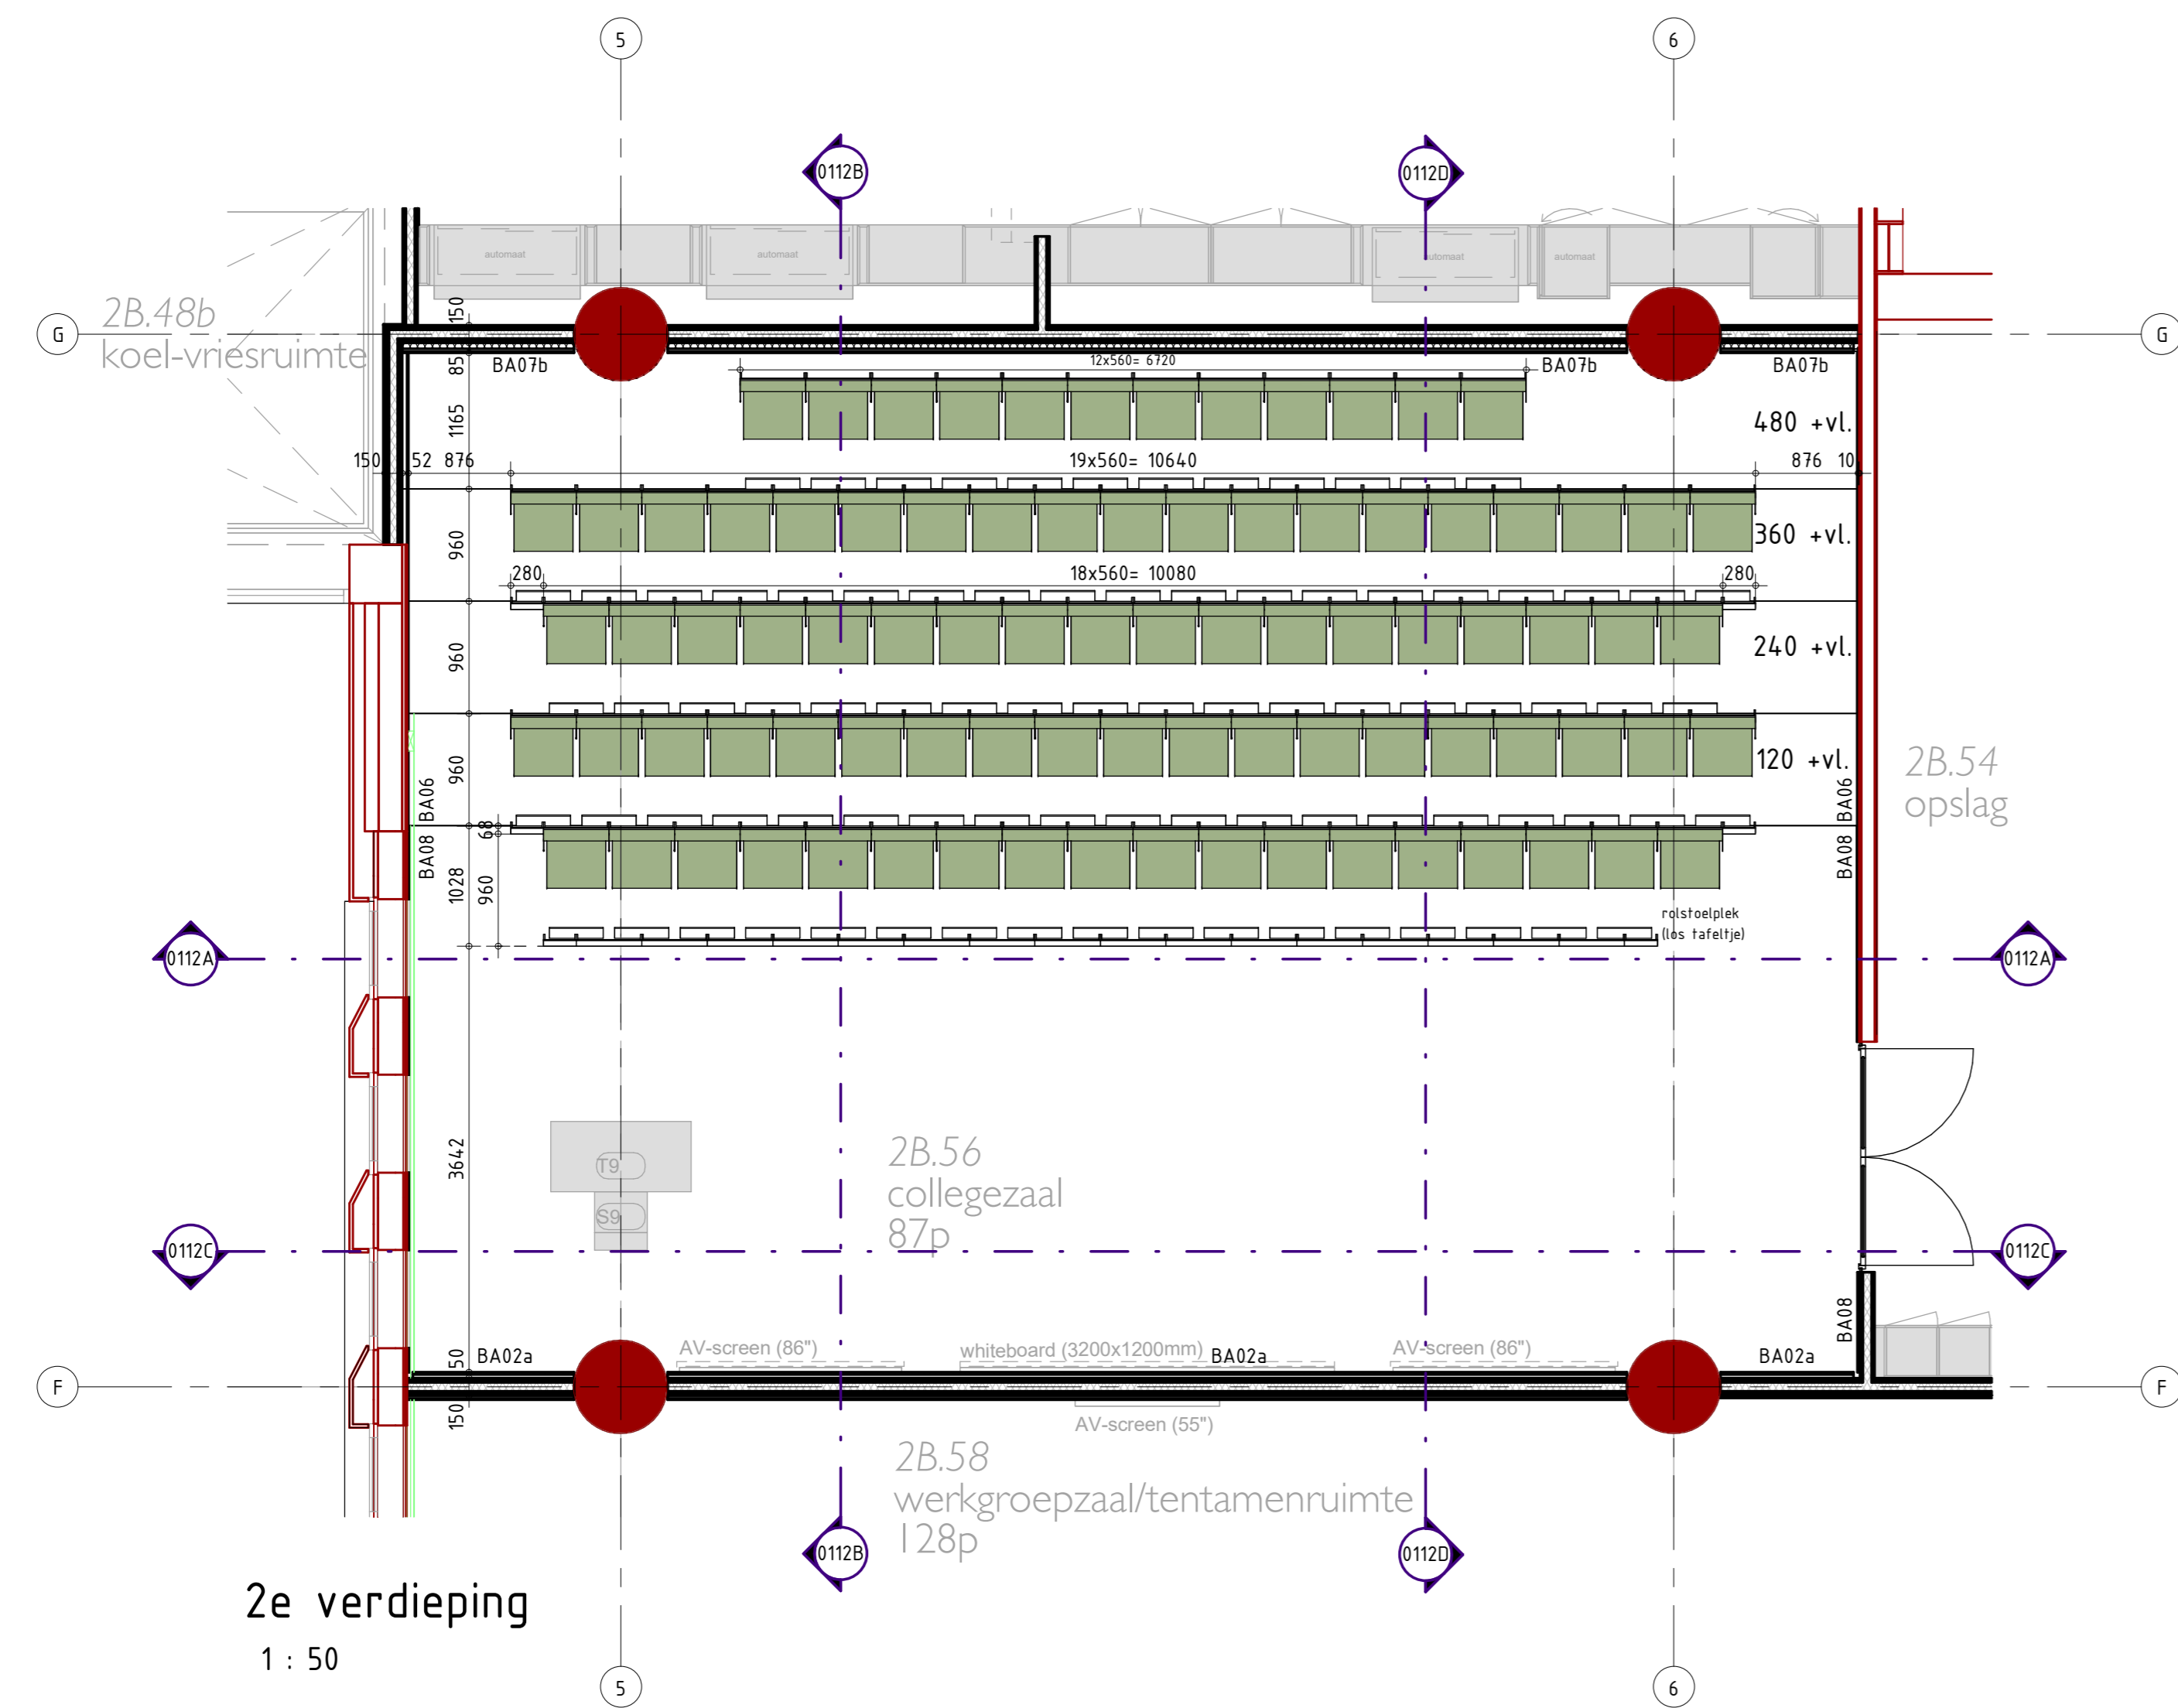 5
6
0112B
0112D
automaat
automaat
automaat
automaat
2B.48b
koel-vriesruimte
G
G
150
85
BA07b
BA07b
BA07b
12x560= 6720
1165
480 +vl.
150
52
876
19x560= 10640
876
10
960
360 +vl.
280
18x560= 10080
280
960
240 +vl.
960
120 +vl.
2B.54
opslag
BA06
BA06
68
BA08
BA08
1028
960
rolstoelplek
(los tafeltje)
0112A
0112A
3642
T9
S9
2B.56
collegezaal
87p
0112C
0112C
BA08
AV-screen (86")
whiteboard (3200x1200mm)
AV-screen (86")
50
BA02a
BA02a
BA02a
F
F
150
AV-screen (55")
2B.58
werkgroepzaal/tentamenruimte
128p
0112B
0112D
2e verdieping
1 : 50
5
6